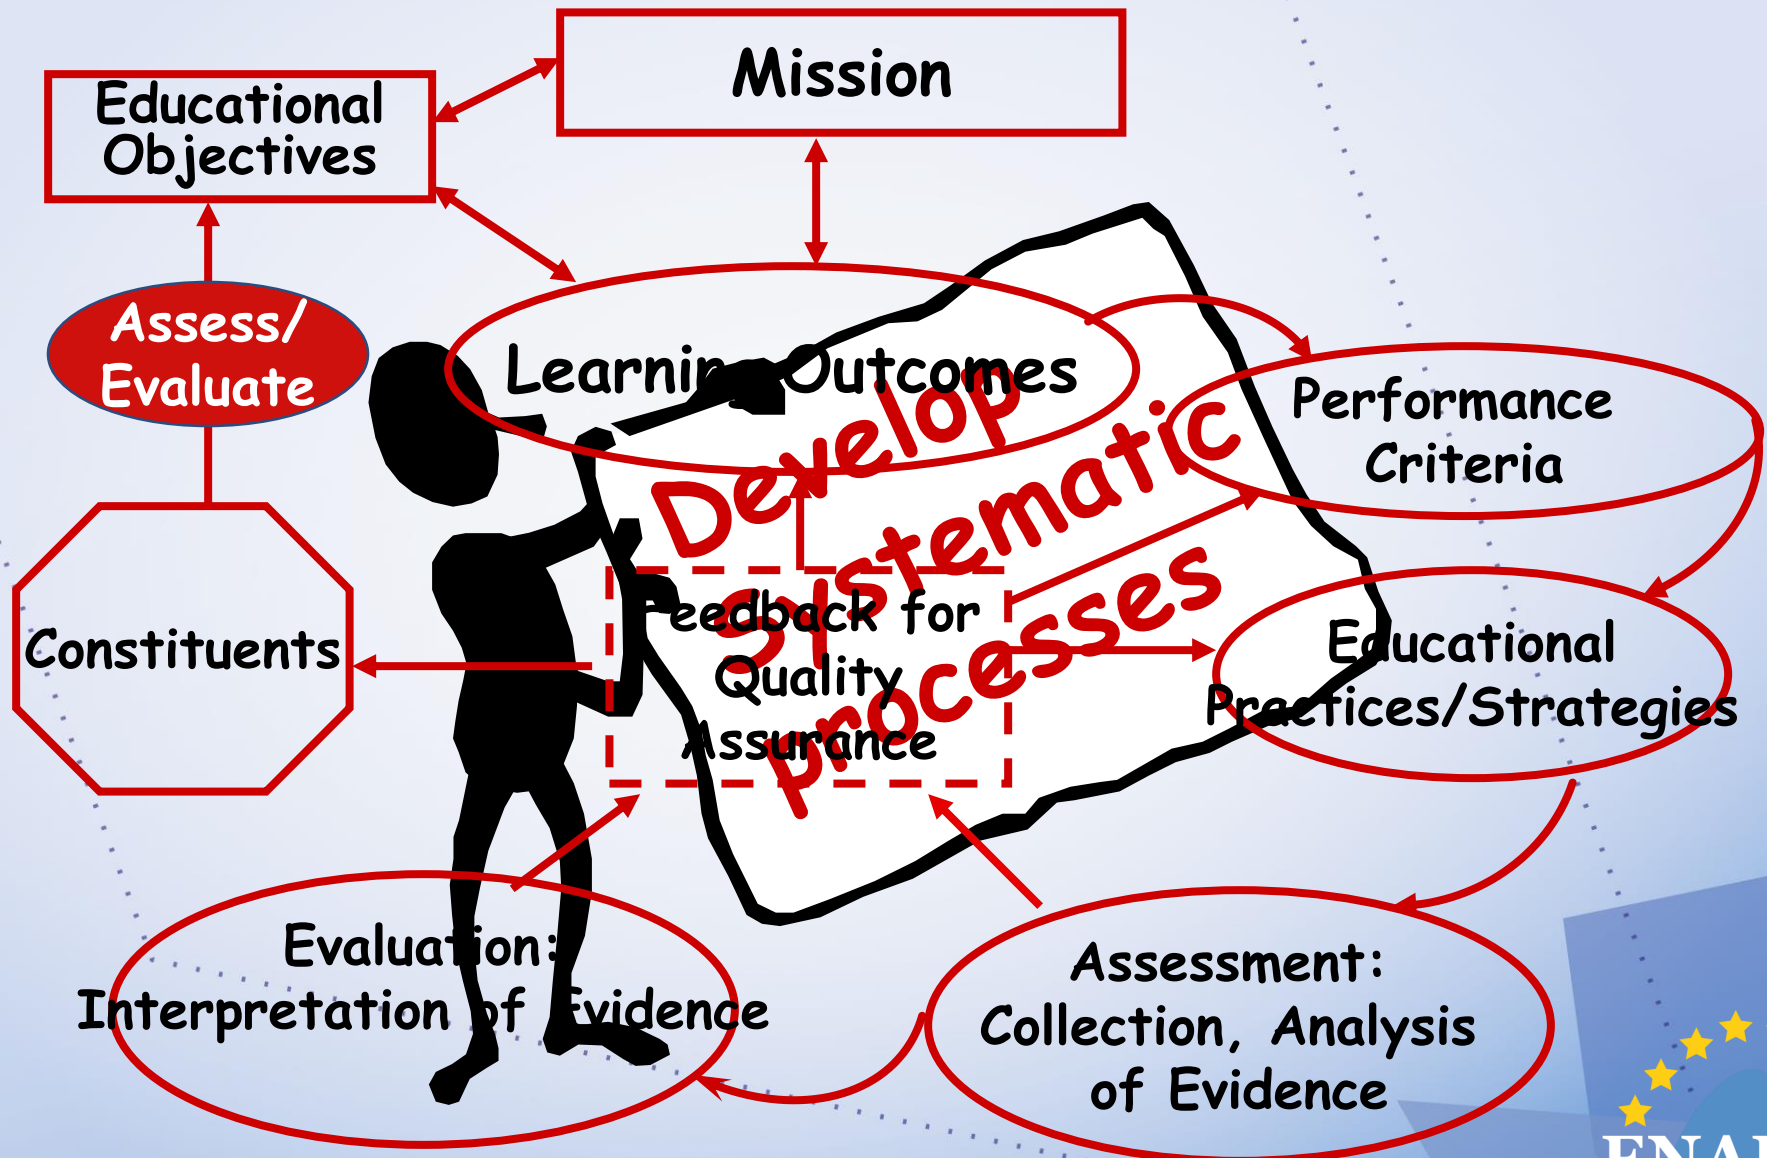 Mission
Educational
Objectives
Assess/
Evaluate
Learning Outcomes
Performance
Criteria
Develop
Systematic
processes
Constituents
Feedback for
Quality
Assurance
Educational
Practices/Strategies
Evaluation:
Interpretation of Evidence
Assessment:
Collection, Analysis
of Evidence